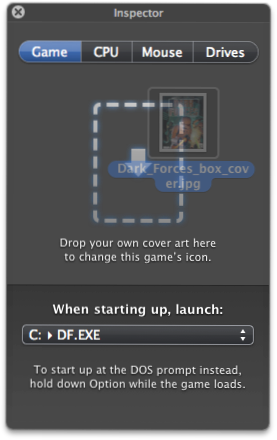 Inspector
Game CPU Mouse Drives
Dark_Forces_box_cov
er.jpg
Drop your own cover art here
to change this game's icon.
When starting up, launch:
C: ▸ DF.EXE
To start up at the DOS prompt instead,
hold down Option while the game loads.